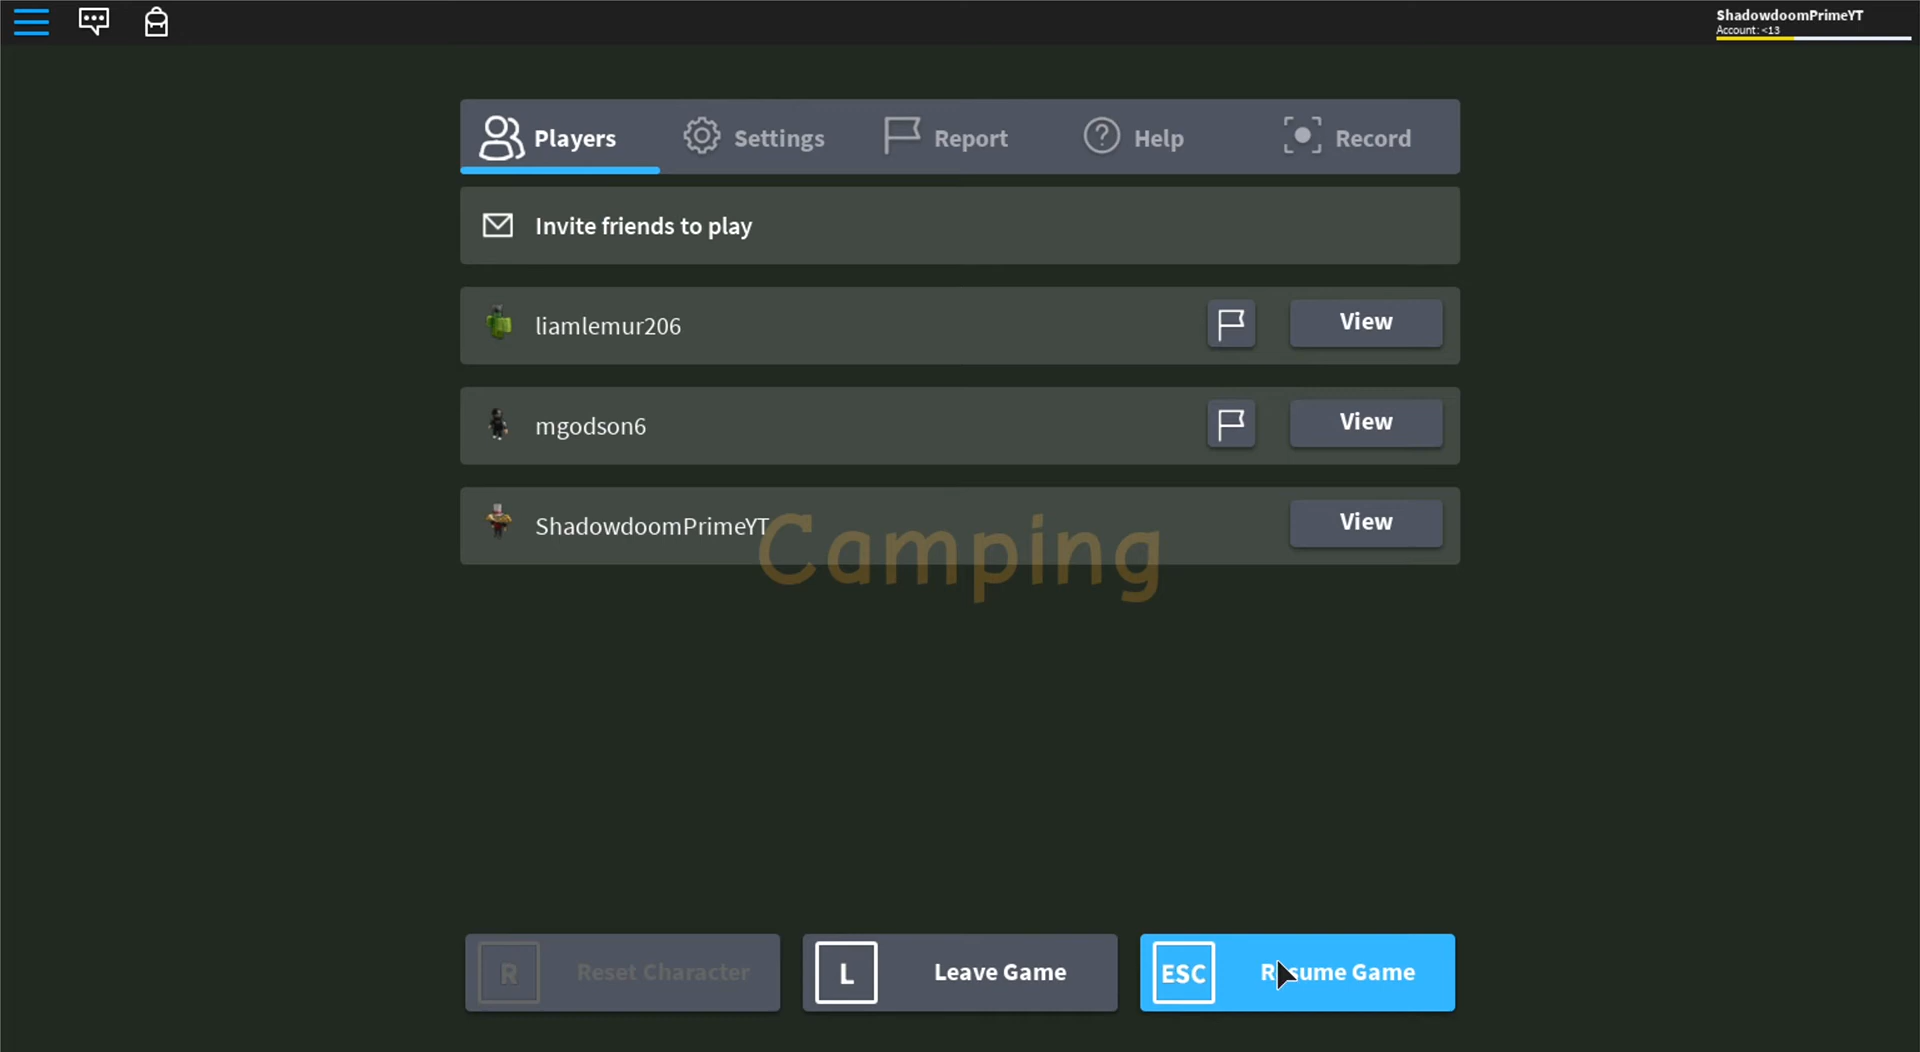 ShadowdoomPrimeYT
Account: <13
Players Settings Report Help Record
Invite friends to play
liamlemur206 View
mgodson6 View
ShadowdoomPrimeYT View
Camping
R Reset Character L Leave Game ESC Resume Game